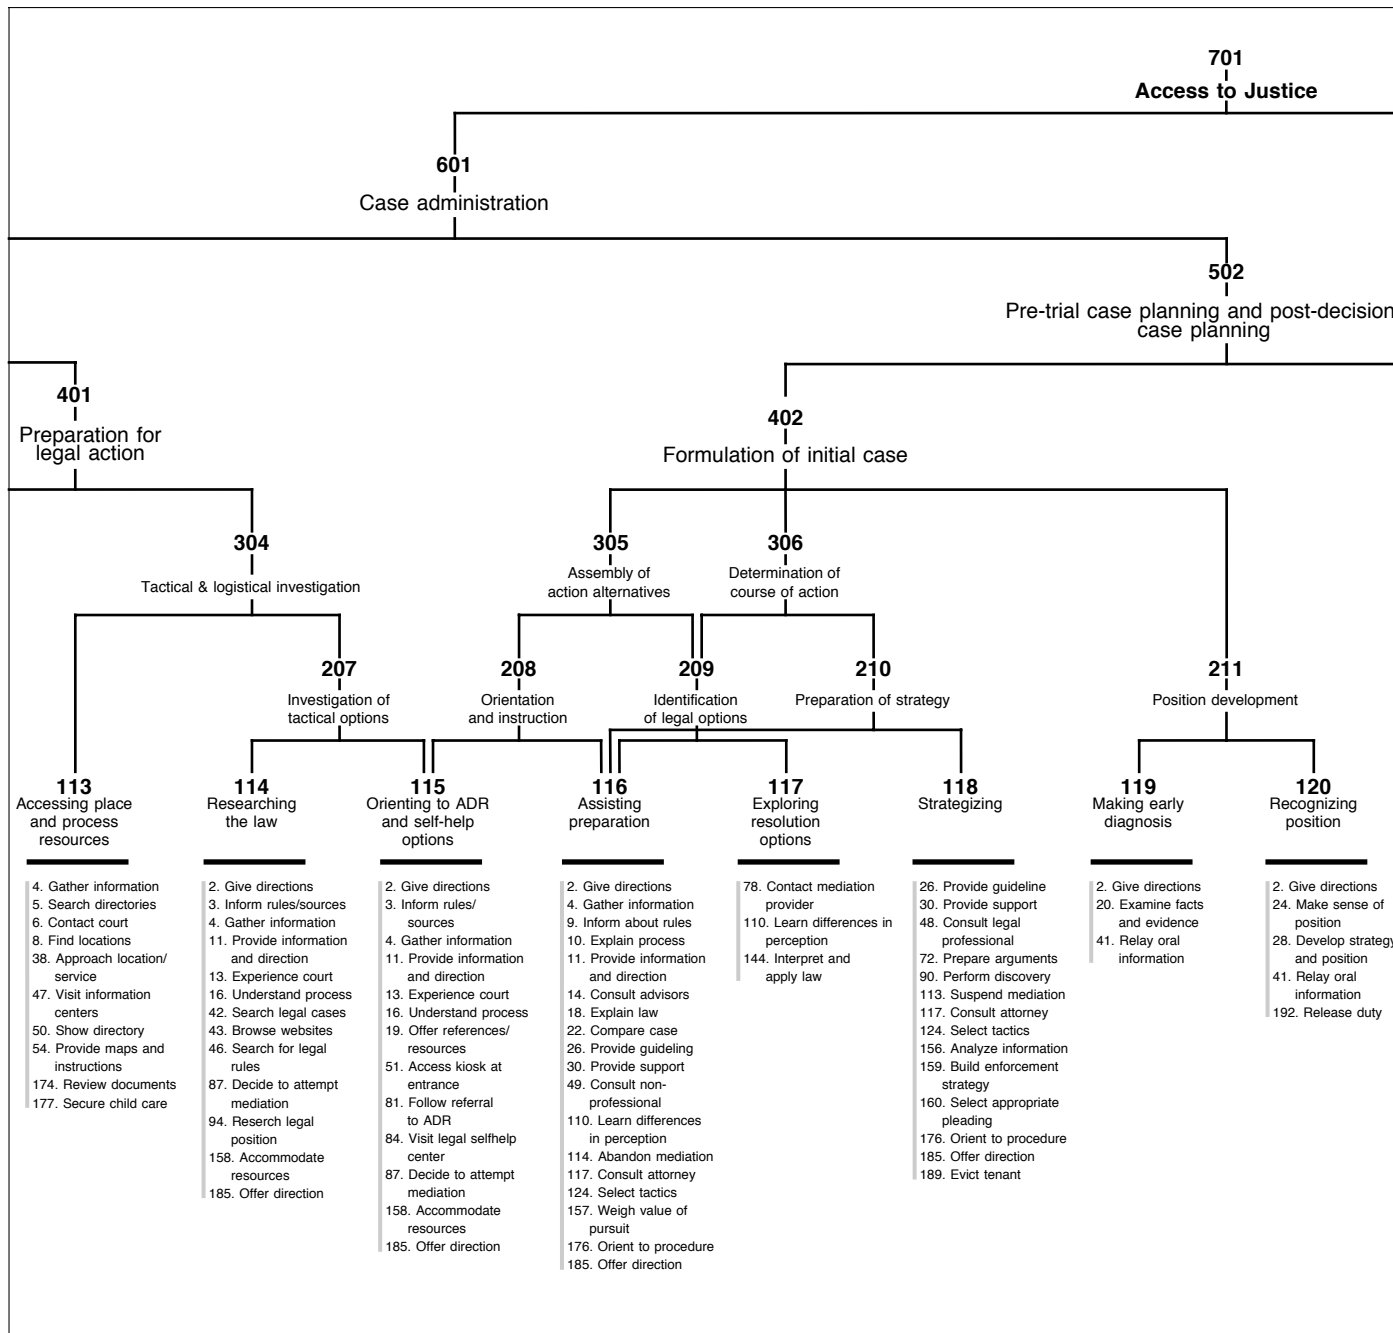 701
Access to Justice
601
Case administration
502
Pre-trial case planning and post-decision
case planning
401
Preparation for
legal action
402
Formulation of initial case
304
Tactical & logistical investigation
305
Assembly of
action alternatives
306
Determination of
course of action
207
Investigation of
tactical options
208
Orientation
and instruction
209
Identification
of legal options
210
Preparation of strategy
211
Position development
113
Accessing place
and process
resources
4. Gather information
5. Search directories
6. Contact court
8. Find locations
38. Approach location/
service
47. Visit information
centers
50. Show directory
54. Provide maps and
instructions
174. Review documents
177. Secure child care
114
Researching
the law
2. Give directions
3. Inform rules/sources
4. Gather information
11. Provide information
and direction
13. Experience court
16. Understand process
42. Search legal cases
43. Browse websites
46. Search for legal
rules
87. Decide to attempt
mediation
94. Reserch legal
position
158. Accommodate
resources
185. Offer direction
115
Orienting to ADR
and self-help
options
2. Give directions
3. Inform rules/
sources
4. Gather information
11. Provide information
and direction
13. Experience court
16. Understand process
19. Offer references/
resources
51. Access kiosk at
entrance
81. Follow referral
to ADR
84. Visit legal selfhelp
center
87. Decide to attempt
mediation
158. Accommodate
resources
185. Offer direction
116
Assisting
preparation
2. Give directions
4. Gather information
9. Inform about rules
10. Explain process
11. Provide information
and direction
14. Consult advisors
18. Explain law
22. Compare case
26. Provide guideling
30. Provide support
49. Consult non-
professional
110. Learn differences
in perception
114. Abandon mediation
117. Consult attorney
124. Select tactics
157. Weigh value of
pursuit
176. Orient to procedure
185. Offer direction
117
Exploring
resolution
options
78. Contact mediation
provider
110. Learn differences in
perception
144. Interpret and
apply law
118
Strategizing
26. Provide guideline
30. Provide support
48. Consult legal
professional
72. Prepare arguments
90. Perform discovery
113. Suspend mediation
117. Consult attorney
124. Select tactics
156. Analyze information
159. Build enforcement
strategy
160. Select appropriate
pleading
176. Orient to procedure
185. Offer direction
189. Evict tenant
119
Making early
diagnosis
2. Give directions
20. Examine facts
and evidence
41. Relay oral
information
120
Recognizing
position
2. Give directions
24. Make sense of
position
28. Develop strategy
and position
41. Relay oral
information
192. Release duty